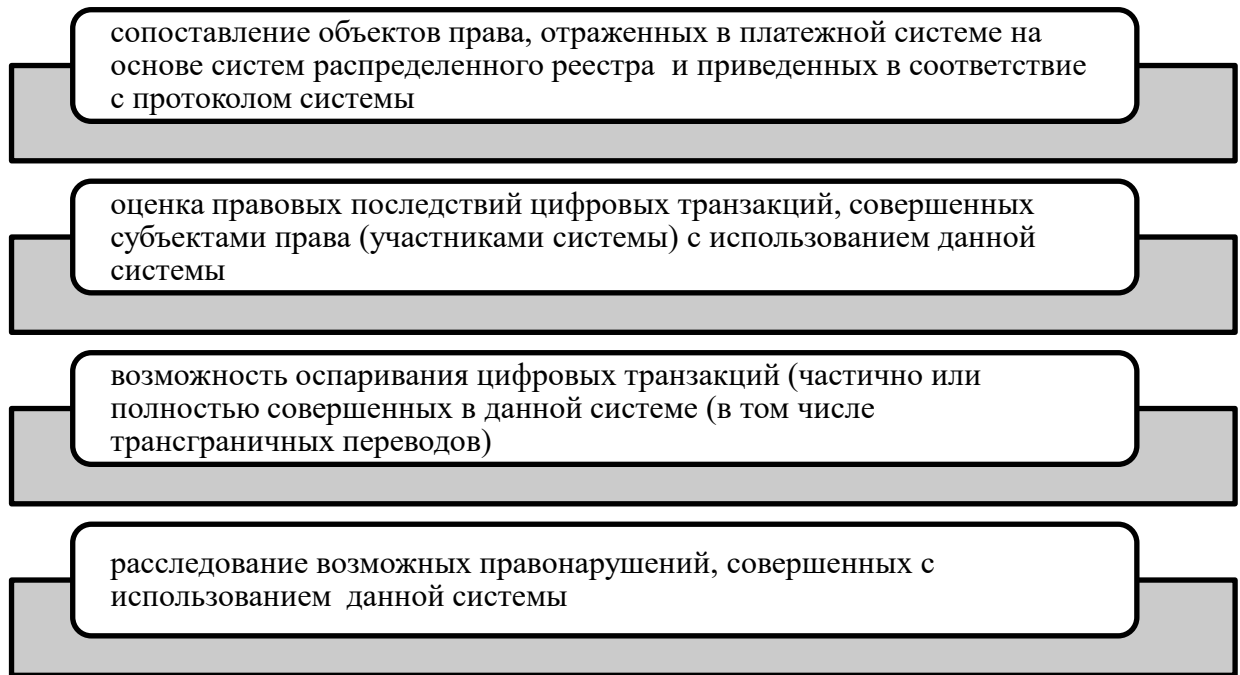 сопоставление объектов права, отраженных в платежной системе на
основе систем распределенного реестра  и приведенных в соответствие
с протоколом системы
оценка правовых последствий цифровых транзакций, совершенных
субъектами права (участниками системы) с использованием данной
системы
возможность оспаривания цифровых транзакций (частично или
полностью совершенных в данной системе (в том числе
трансграничных переводов)
расследование возможных правонарушений, совершенных с
использованием  данной системы